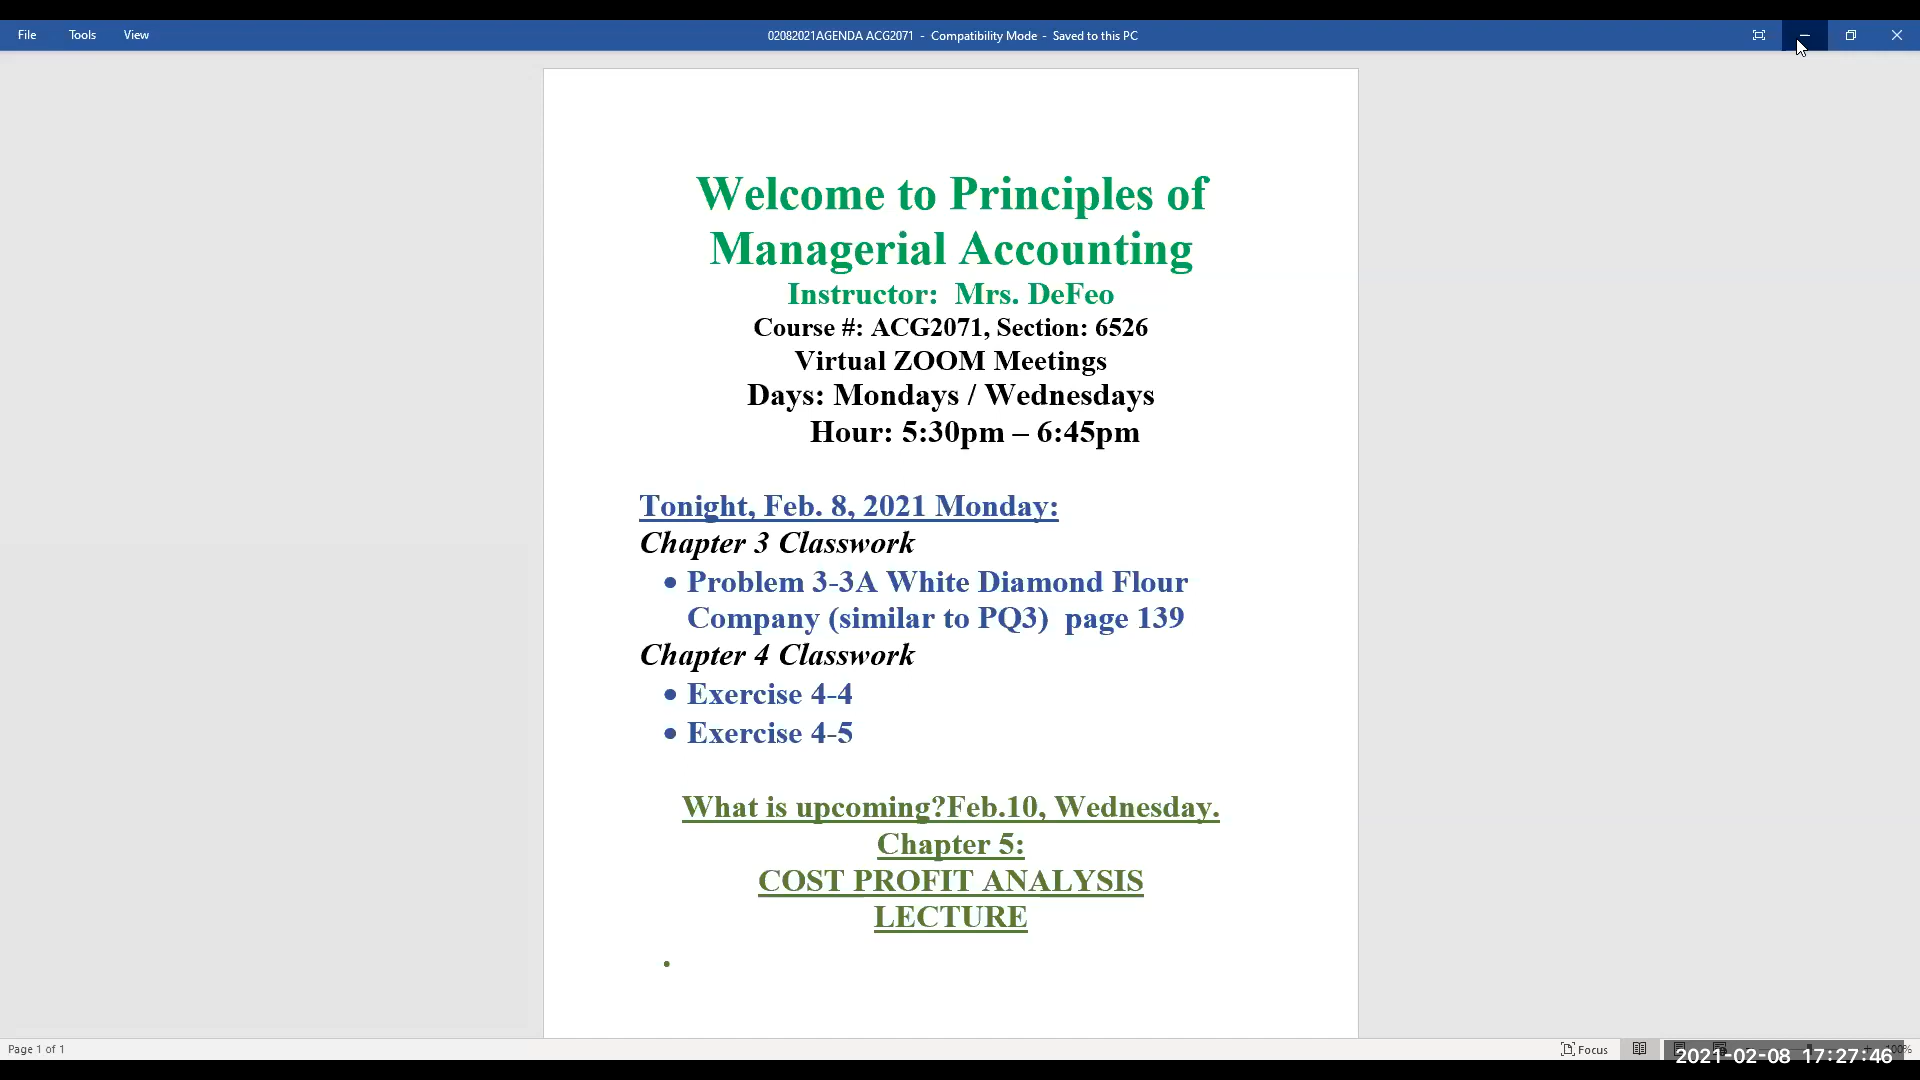 File Tools View
02082021AGENDA ACG2071 - Compatibility Mode - Saved to this PC
Welcome to Principles of
Managerial Accounting
Instructor: Mrs. DeFeo
Course #: ACG2071, Section: 6526
Virtual ZOOM Meetings
Days: Mondays / Wednesdays
Hour: 5:30pm – 6:45pm
Tonight, Feb. 8, 2021 Monday:
Chapter 3 Classwork
• Problem 3-3A White Diamond Flour
Company (similar to PQ3) page 139
Chapter 4 Classwork
• Exercise 4-4
• Exercise 4-5
What is upcoming?Feb.10, Wednesday.
Chapter 5:
COST PROFIT ANALYSIS
LECTURE
•
Page 1 of 1
Focus
100%
2021-02-08 17:27:46